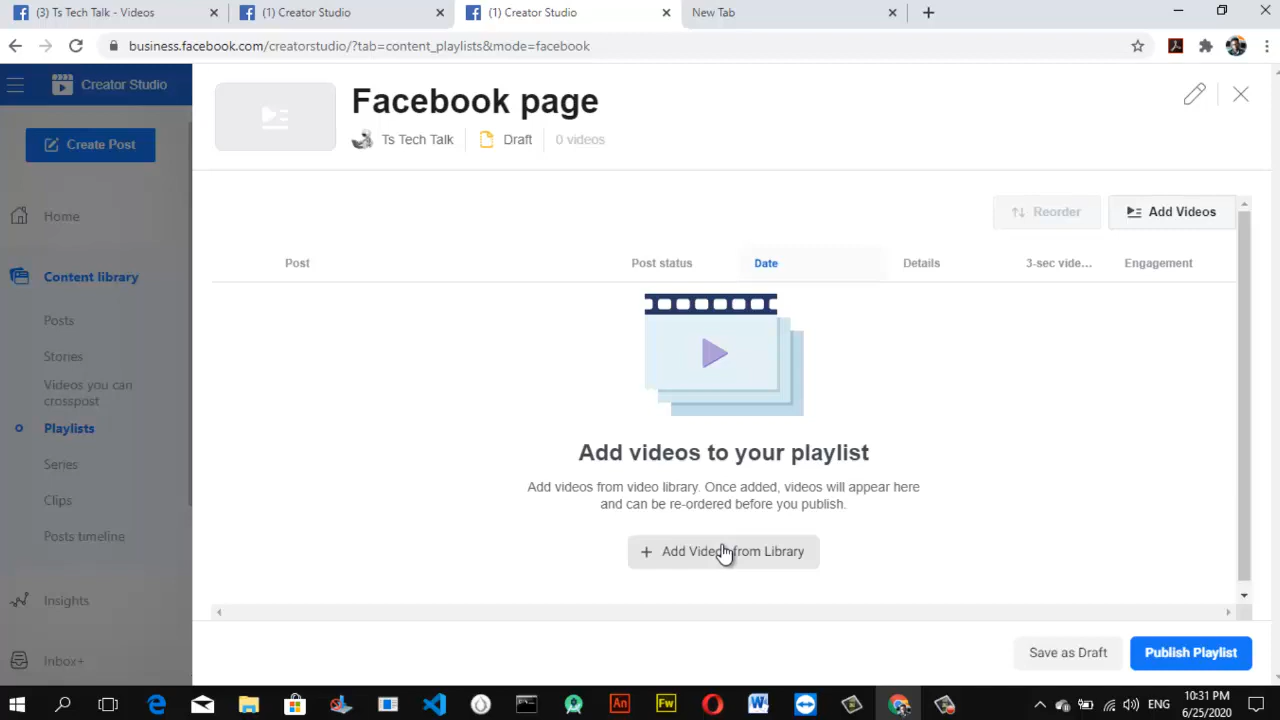 (3) Ts Tech Talk - Videos
(1) Creator Studio
(1) Creator Studio
New Tab
business.facebook.com/creatorstudio/?tab=content_playlists&mode=facebook
Creator Studio
Create Post
Home
Content library
Posts
Stories
Videos you can
crosspost
Playlists
Series
Clips
Posts timeline
Insights
Inbox+
Facebook page
Ts Tech Talk
Draft
0 videos
Reorder
Add Videos
Post
Post status
Date
Details
3-sec vide...
Engagement
Add videos to your playlist
Add videos from video library. Once added, videos will appear here
and can be re-ordered before you publish.
+ Add Videos from Library
Save as Draft
Publish Playlist
An
Fw
W
ENG
10:31 PM
6/25/2020